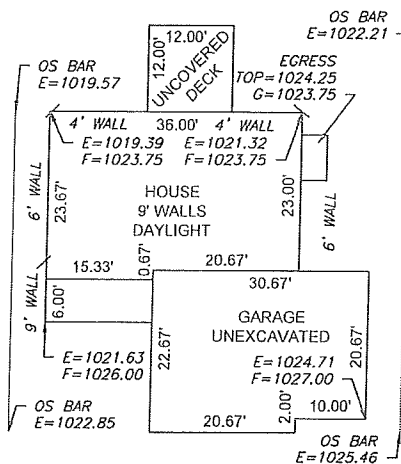 OS BAR
E=1022.21
12.00'
12.00'
UNCOVERED
DECK
OS BAR
E=1019.57
EGRESS
TOP=1024.25
G=1023.75
4' WALL
36.00'
4' WALL
E=1019.39
F=1023.75
E=1021.32
F=1023.75
6' WALL
23.67'
HOUSE
9' WALLS
DAYLIGHT
23.00'
6' WALL
15.33'
0.67'
20.67'
30.67'
9' WALL
6.00'
GARAGE
UNEXCAVATED
22.67'
20.67'
E=1021.63
F=1026.00
E=1024.71
F=1027.00
OS BAR
E=1022.85
20.67'
2.00'
10.00'
OS BAR
E=1025.46